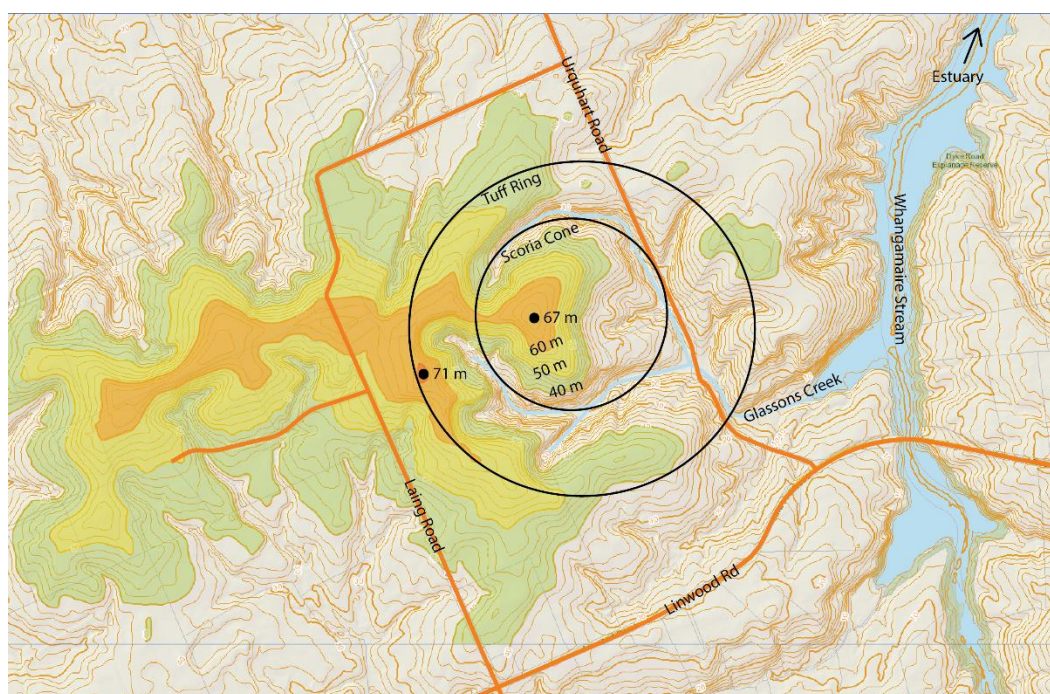 Estuary
Urquhart Road
Tuff Ring
Scoria Cone
Whangamaire Stream
67 m
60 m
50 m
40 m
71 m
Glassons Creek
Laing Road
Linwood Rd